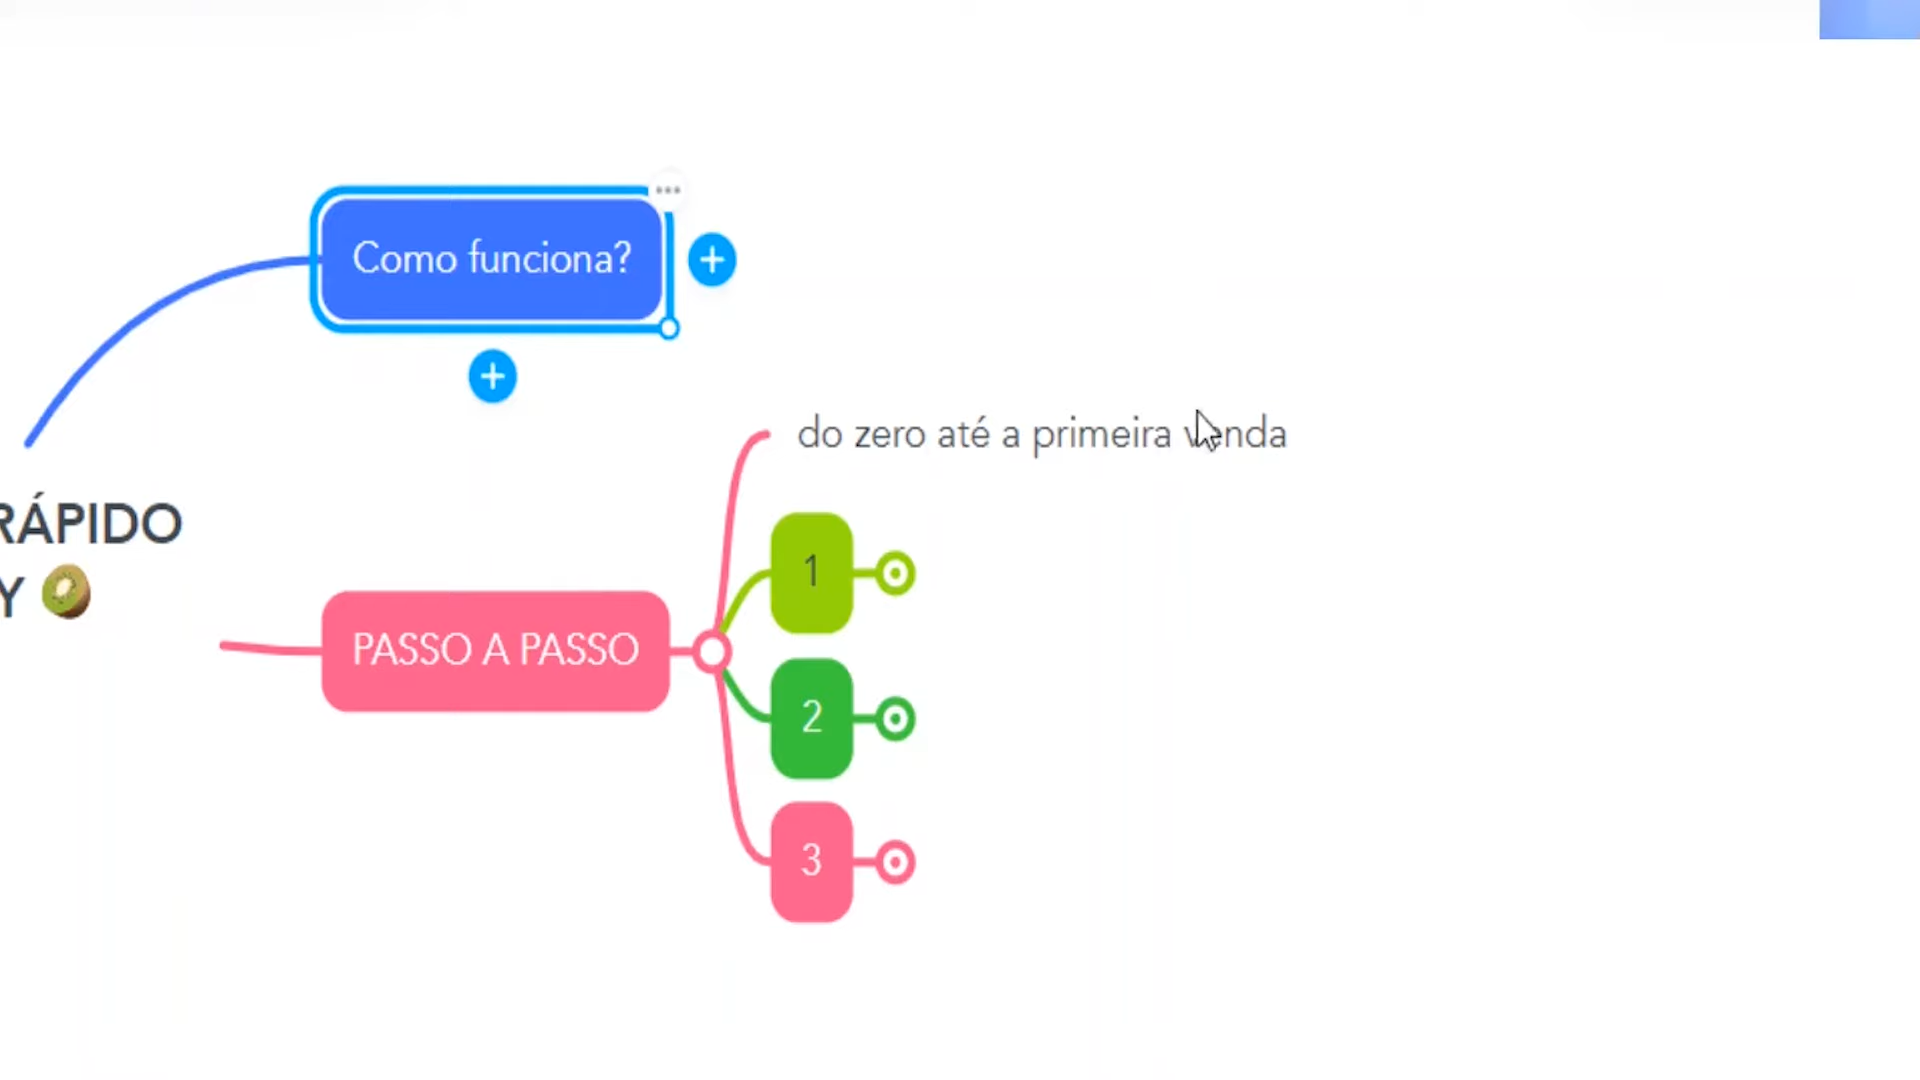 Como funciona?
do zero até a primeira venda
RÁPIDO
Y
PASSO A PASSO
1
2
3